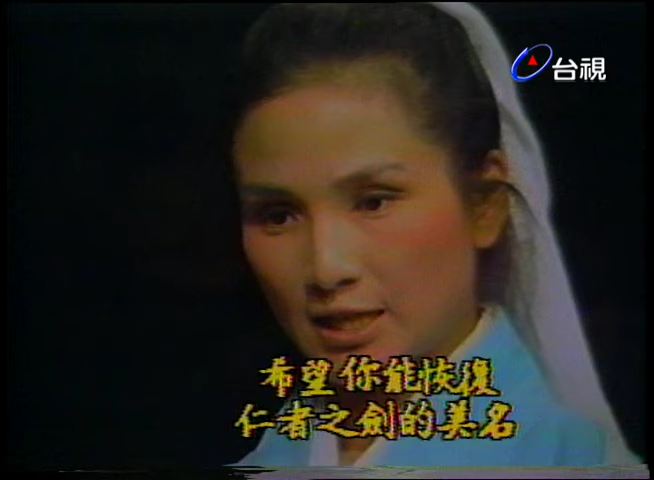 台視
希望你能恢復
仁者之劍的美名